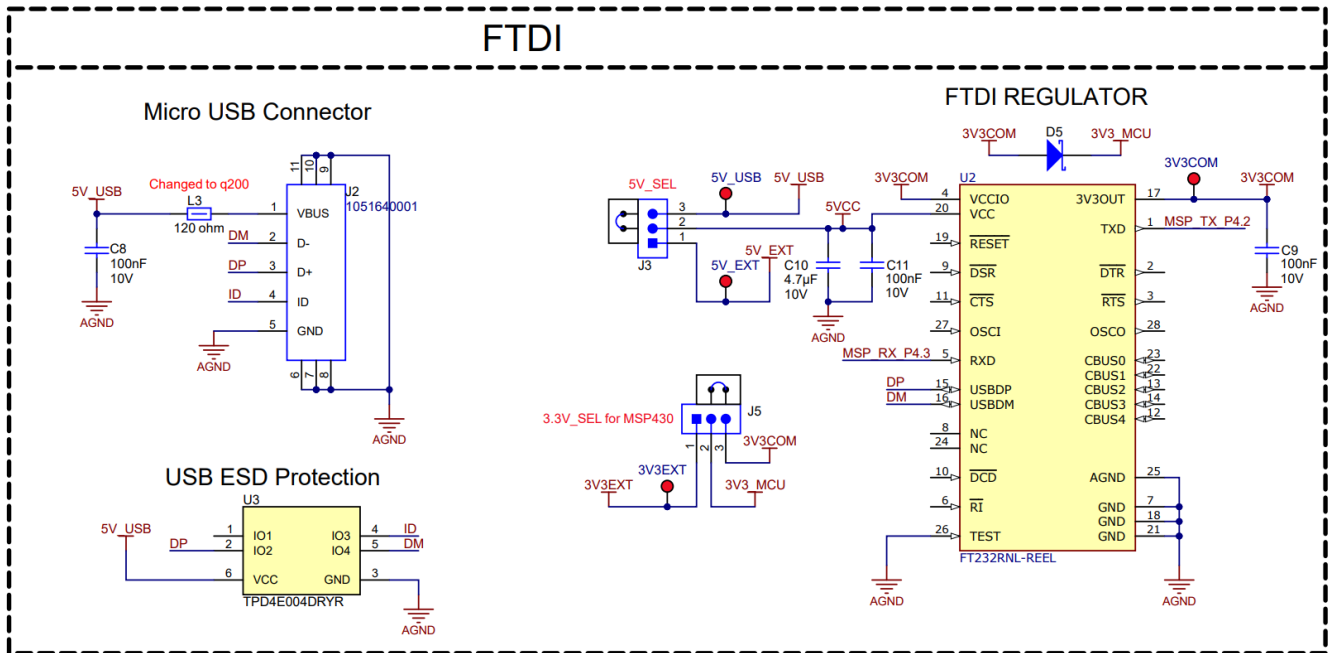 FTDI
Micro USB Connector
FTDI REGULATOR
3V3COM
D5
3V3_MCU
3V3COM
11
10
9
Changed to q200
5V_USB
L3
120 ohm
1
VBUS
J2
1051640001
DM
2
D-
DP
3
D+
ID
4
ID
5
GND
C8
100nF
10V
AGND
AGND
6
7
8
AGND
5V_SEL
5V_USB
5V_USB
3
2
1
J3
5VCC
5V_EXT
5V_EXT
C10
4.7µF
10V
C11
100nF
10V
AGND
3V3COM
U2
4
VCCIO
20
VCC
19
RESET
9
DSR
11
CTS
27
OSCI
MSP_RX_P4.3
5
RXD
DP
15
USBDP
DM
16
USBDM
8
NC
24
NC
10
DCD
6
RI
26
TEST
FT232RNL-REEL
AGND
3V3OUT
17
3V3COM
TXD
1
MSP_TX_P4.2
DTR
2
RTS
3
OSCO
28
CBUS0
23
CBUS1
22
CBUS2
13
CBUS3
14
CBUS4
12
AGND
25
GND
7
GND
18
GND
21
AGND
C9
100nF
10V
AGND
3.3V_SEL for MSP430
J5
1
2
3
3V3COM
3V3EXT
3V3EXT
3V3_MCU
USB ESD Protection
U3
5V_USB
1
IO1
IO3
4
ID
DP
2
IO2
IO4
5
DM
6
VCC
GND
3
TPD4E004DRYR
AGND